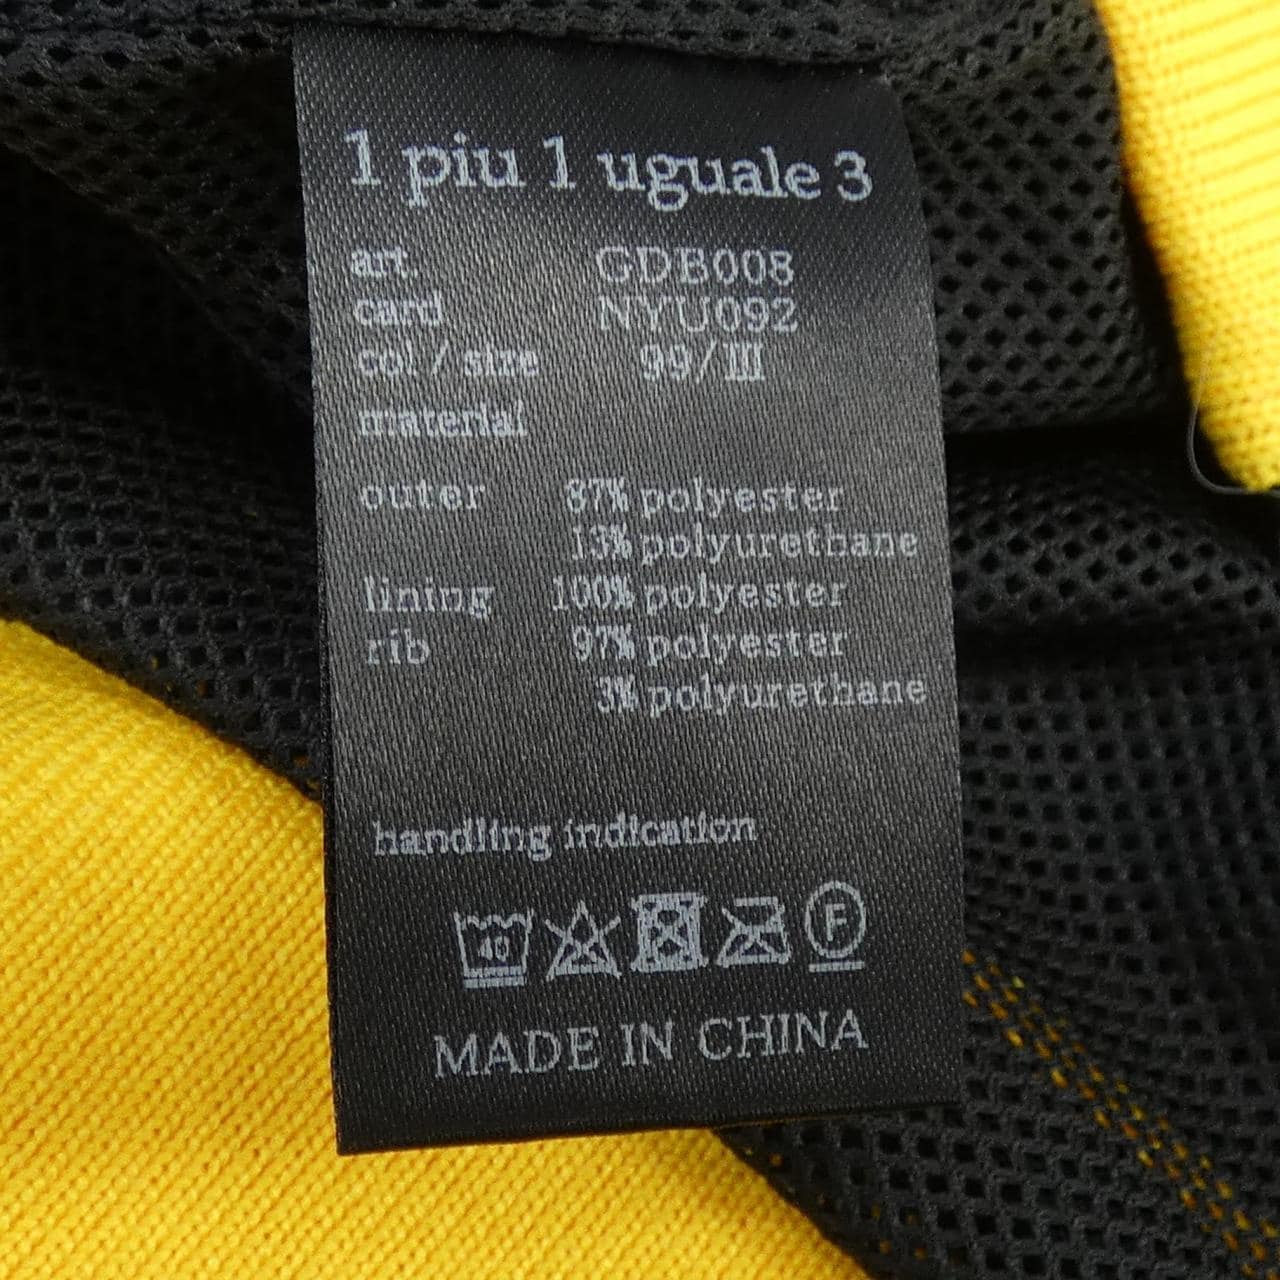 1 piu 1 uguale 3
art. GDB008
card NYU092
col / size 99/III
material
outer 87% polyester
13% polyurethane
lining 100% polyester
rib 97% polyester
3% polyurethane
handling indication
40 F
MADE IN CHINA